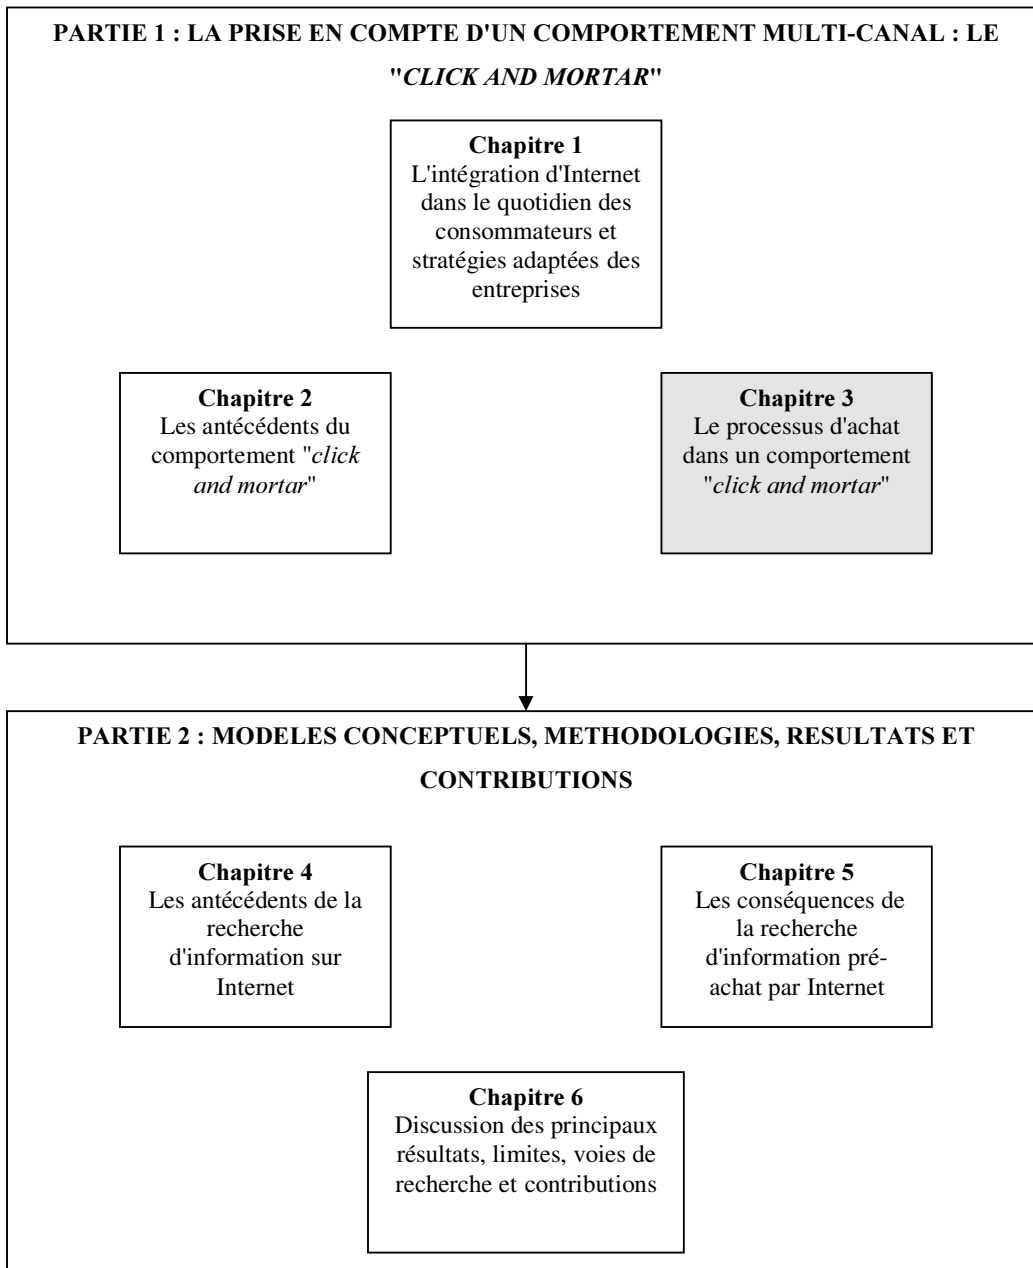 PARTIE 1 : LA PRISE EN COMPTE D'UN COMPORTEMENT MULTI-CANAL : LE
"CLICK AND MORTAR"
Chapitre 1
L'intégration d'Internet
dans le quotidien des
consommateurs et
stratégies adaptées des
entreprises
Chapitre 2
Les antécédents du
comportement "click
and mortar"
Chapitre 3
Le processus d'achat
dans un comportement
"click and mortar"
PARTIE 2 : MODELES CONCEPTUELS, METHODOLOGIES, RESULTATS ET
CONTRIBUTIONS
Chapitre 4
Les antécédents de la
recherche
d'information sur
Internet
Chapitre 5
Les conséquences de
la recherche
d'information pré-
achat par Internet
Chapitre 6
Discussion des principaux
résultats, limites, voies de
recherche et contributions